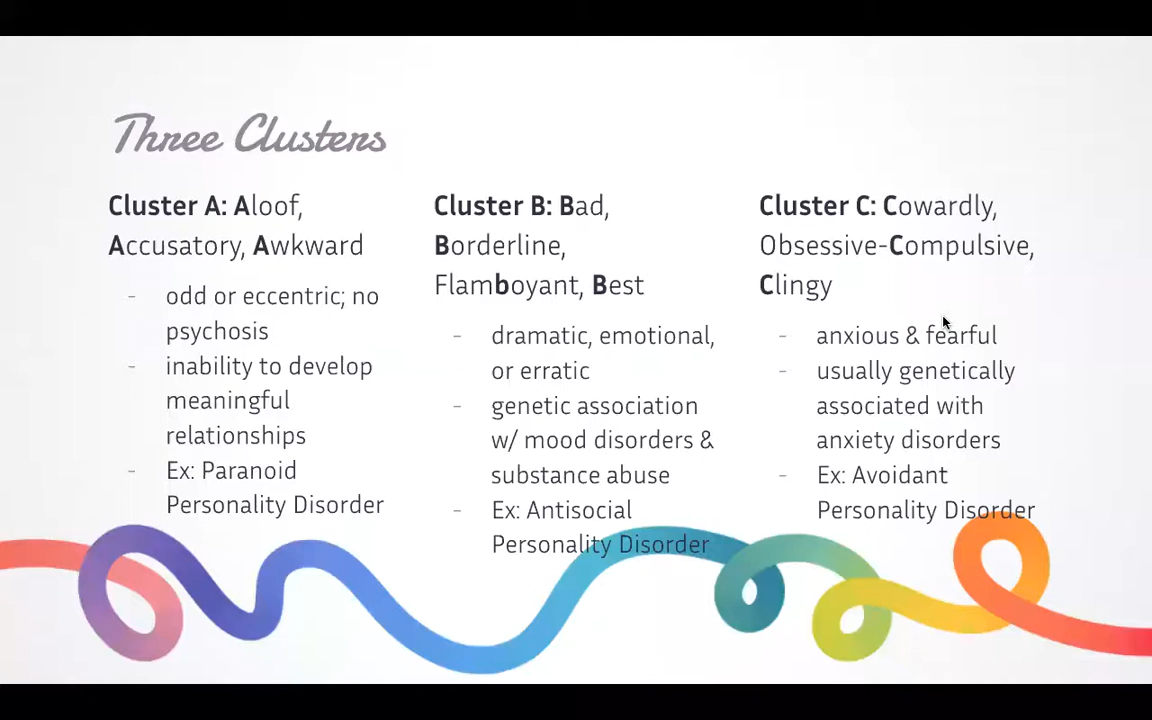 Three Clusters
Cluster A: Aloof,
Accusatory, Awkward
- odd or eccentric; no
psychosis
- inability to develop
meaningful
relationships
- Ex: Paranoid
Personality Disorder
Cluster B: Bad,
Borderline,
Flamboyant, Best
- dramatic, emotional,
or erratic
- genetic association
w/ mood disorders &
substance abuse
- Ex: Antisocial
Personality Disorder
Cluster C: Cowardly,
Obsessive-Compulsive,
Clingy
- anxious & fearful
- usually genetically
associated with
anxiety disorders
- Ex: Avoidant
Personality Disorder